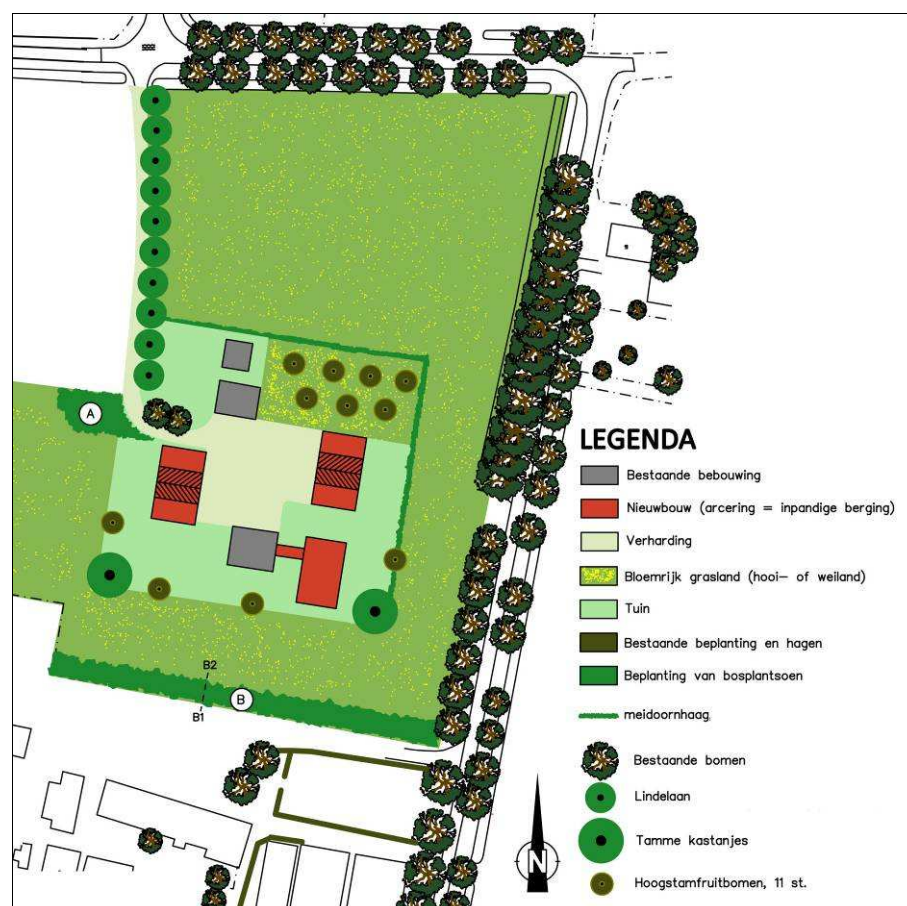 A
LEGENDA
Bestaande bebouwing
Nieuwbouw (arcering = inpandige berging)
Verharding
Bloemrijk grasland (hooi- of weiland)
Tuin
Bestaande beplanting en hagen
Beplanting van bosplantsoen
meidoornhaag
Bestaande bomen
Lindelaan
Tamme kastanjes
Hoogstamfruitbomen, 11 st.
B2
B
B1
N